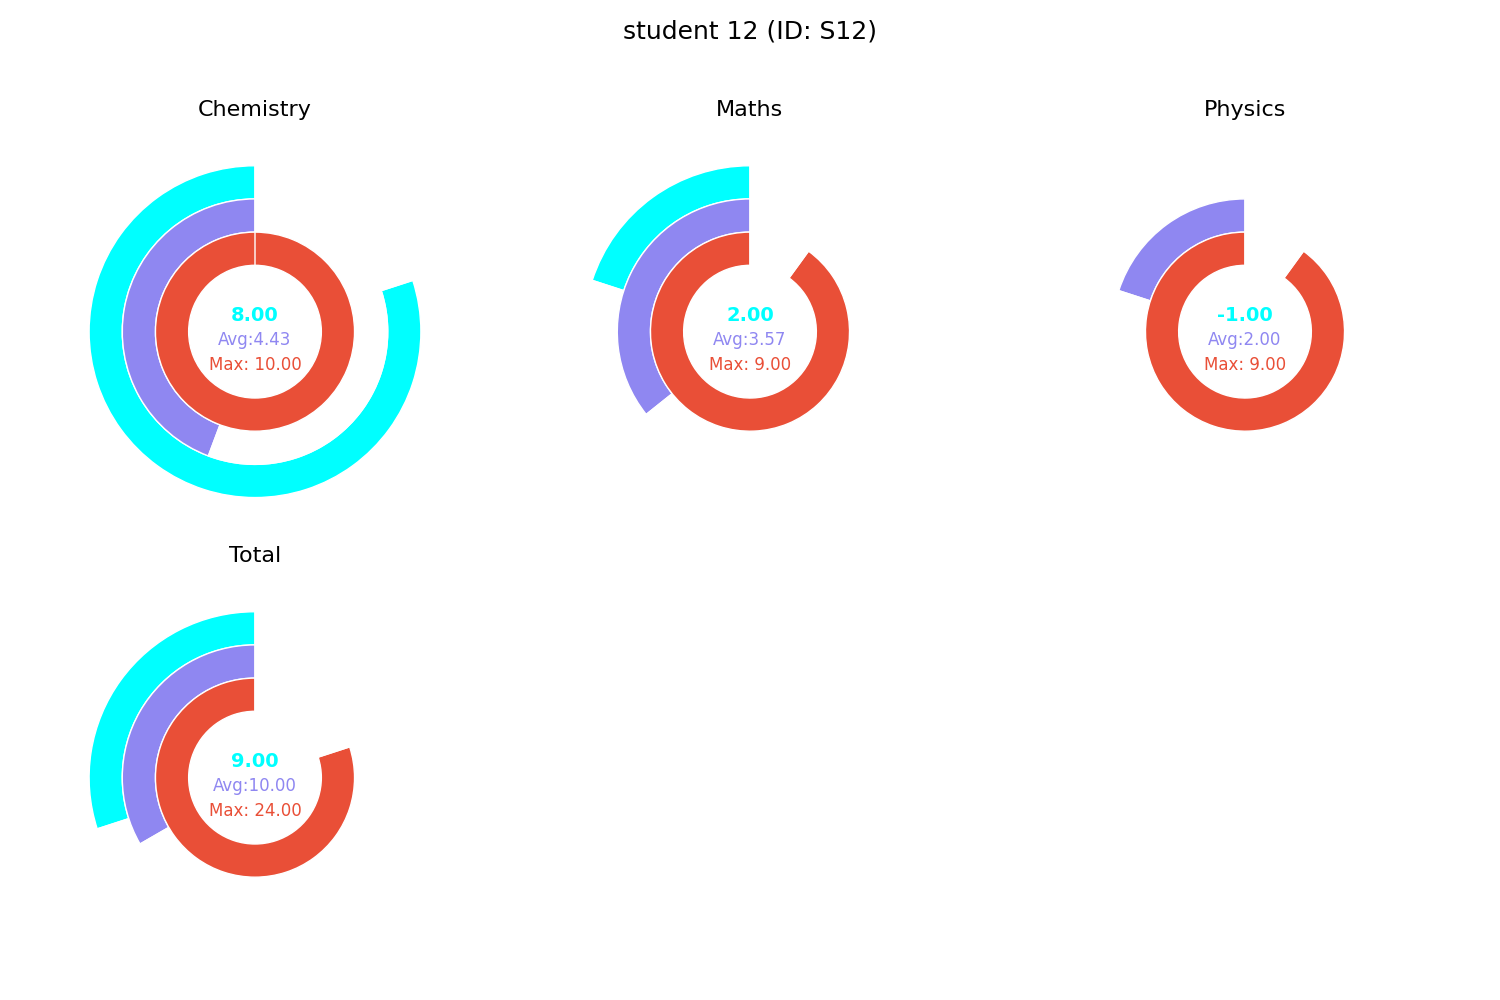 student 12 (ID: S12)
Chemistry
8.00
Avg:4.43
Max: 10.00
Maths
2.00
Avg:3.57
Max: 9.00
Physics
-1.00
Avg:2.00
Max: 9.00
Total
9.00
Avg:10.00
Max: 24.00